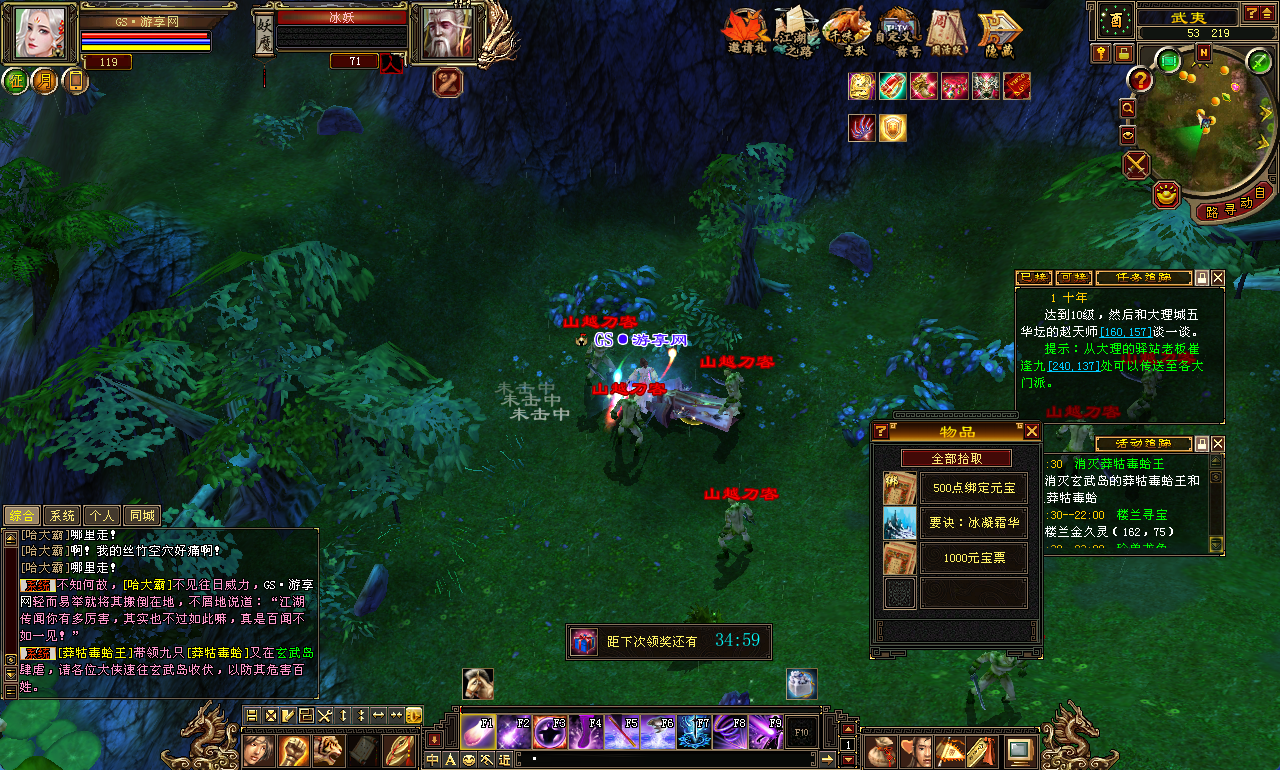 GS·游享网
119
妖魔
冰妖
71
征
月
邀请礼
江湖之路
千味烹秋
TITLY
自定义称号
周活跃
隐藏
酉
武夷
53 219
自动寻路
已接
可接
任务追踪
1 十年
达到10级，然后和大理城五
华坛的赵天师[160,157]谈一谈。
提示：从大理的驿站老板崔
逢九[240,137]处可以传送至各大
门派。
山越刀客
GS●游享网
山越刀客
山越刀客
未击中
未击中
未击中
山越刀客
山越刀客
活动追踪
:30 消灭莽牯毒蛤王
消灭玄武岛的莽牯毒蛤王和
莽牯毒蛤
:30--22:00 楼兰寻宝
楼兰金久灵(162,75)
物品
全部拾取
绑
500点绑定元宝
要诀：冰凝霜华
1000元宝票
综合
系统
个人
同城
[哈大霸]哪里走！
[哈大霸]啊！我的丝竹空穴好痛啊！
[哈大霸]哪里走！
系统 不知何故，[哈大霸]不见往日威力，GS·游享
网轻而易举就将其撩倒在地，不屑地说道：“江湖
传闻你有多厉害，其实也不过如此嘛，真是百闻不
如一见！”
系统 [莽牯毒蛤王]带领九只[莽牯毒蛤]又在玄武岛
肆虐，请各位大侠速往玄武岛收伏，以防其危害百
姓。
距下次领奖还有 34:59
F1
F2
F3
F4
F5
F6
F7
F8
F9
F10
1
中
A
近